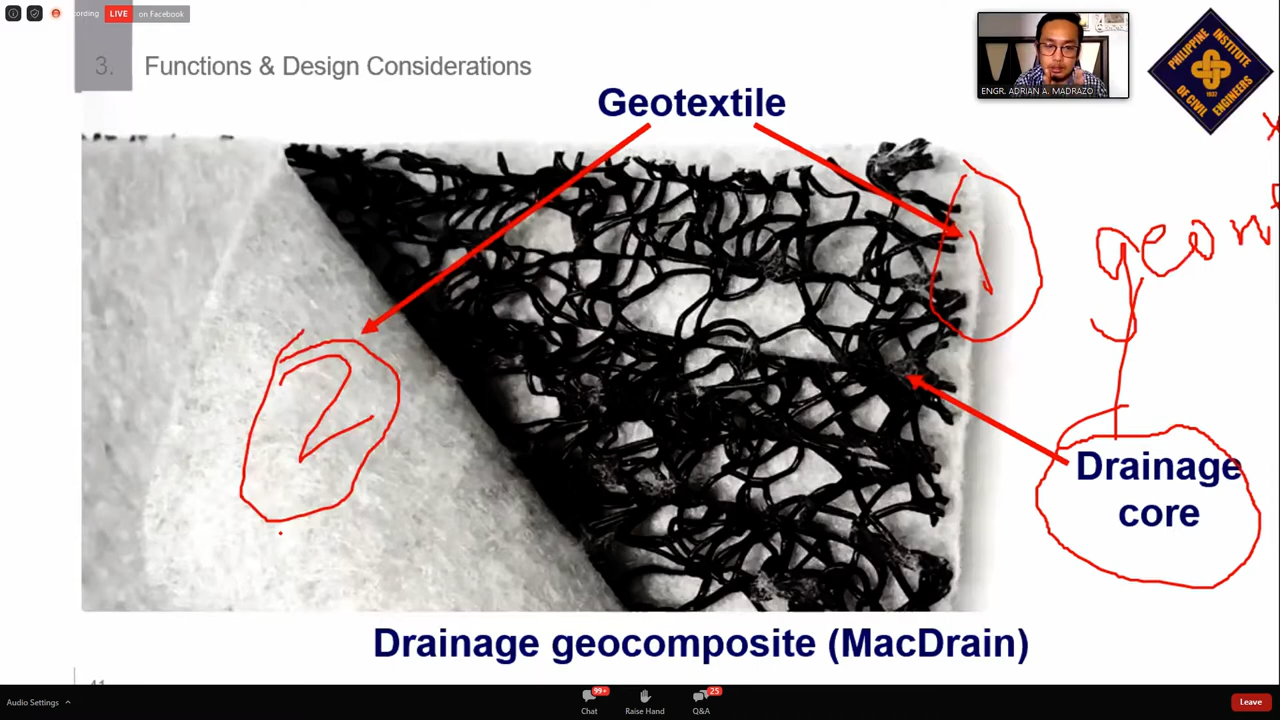 LIVE on Facebook
3. Functions & Design Considerations
ENGR. ADRIAN A. MADRAZO
PHILIPPINE INSTITUTE OF CIVIL ENGINEERS
1932
Geotextile
1
2
Drainage
core
Drainage geocomposite (MacDrain)
Audio Settings
99+
Chat
Raise Hand
25
Q&A
Leave